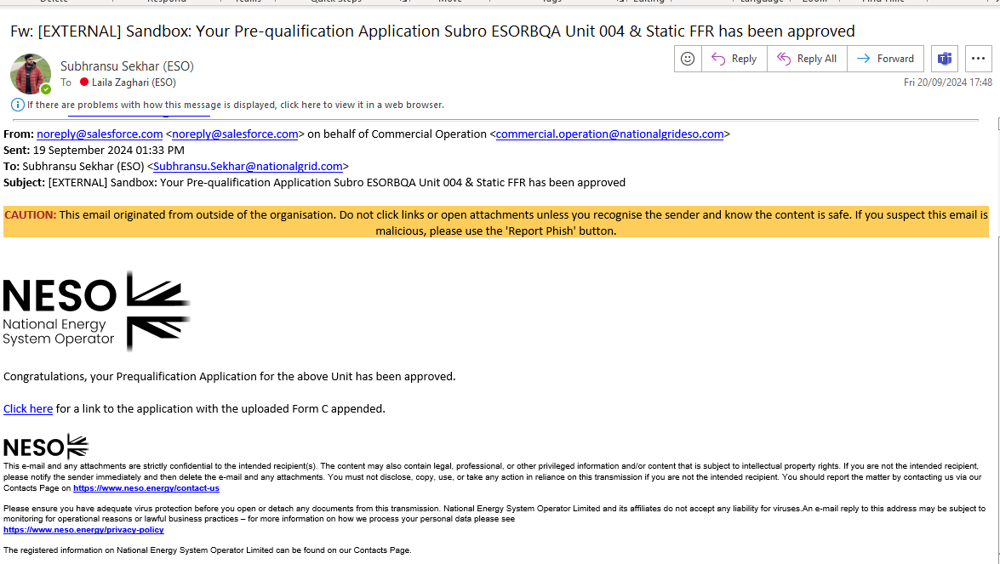 Delete Respond Teams Quick Steps Move Tags Editing Language Zoom Find Time
Fw: [EXTERNAL] Sandbox: Your Pre-qualification Application Subro ESORBQA Unit 004 & Static FFR has been approved
Subhransu Sekhar (ESO)
To Laila Zaghari (ESO)
Reply Reply All Forward
Fri 20/09/2024 17:48
If there are problems with how this message is displayed, click here to view it in a web browser.
From: noreply@salesforce.com <noreply@salesforce.com> on behalf of Commercial Operation <commercial.operation@nationalgrideso.com>
Sent: 19 September 2024 01:33 PM
To: Subhransu Sekhar (ESO) <Subhransu.Sekhar@nationalgrid.com>
Subject: [EXTERNAL] Sandbox: Your Pre-qualification Application Subro ESORBQA Unit 004 & Static FFR has been approved
CAUTION: This email originated from outside of the organisation. Do not click links or open attachments unless you recognise the sender and know the content is safe. If you suspect this email is
malicious, please use the 'Report Phish' button.
NESO
National Energy
System Operator
Congratulations, your Prequalification Application for the above Unit has been approved.
Click here for a link to the application with the uploaded Form C appended.
NESO
This e-mail and any attachments are strictly confidential to the intended recipient(s). The content may also contain legal, professional, or other privileged information and/or content that is subject to intellectual property rights. If you are not the intended recipient,
please notify the sender immediately and then delete the e-mail and any attachments. You must not disclose, copy, use, or take any action in reliance on this transmission if you are not the intended recipient. You should report the matter by contacting us via our
Contacts Page on https://www.neso.energy/contact-us
Please ensure you have adequate virus protection before you open or detach any documents from this transmission. National Energy System Operator Limited and its affiliates do not accept any liability for viruses.An e-mail reply to this address may be subject to
monitoring for operational reasons or lawful business practices – for more information on how we process your personal data please see
https://www.neso.energy/privacy-policy
The registered information on National Energy System Operator Limited can be found on our Contacts Page.